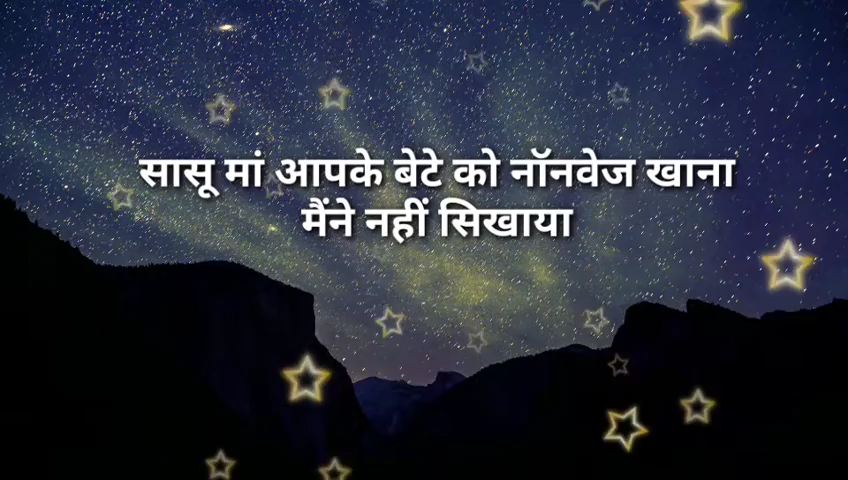 सासू मां आपके बेटे को नॉनवेज खाना
मैंने नहीं सिखाया